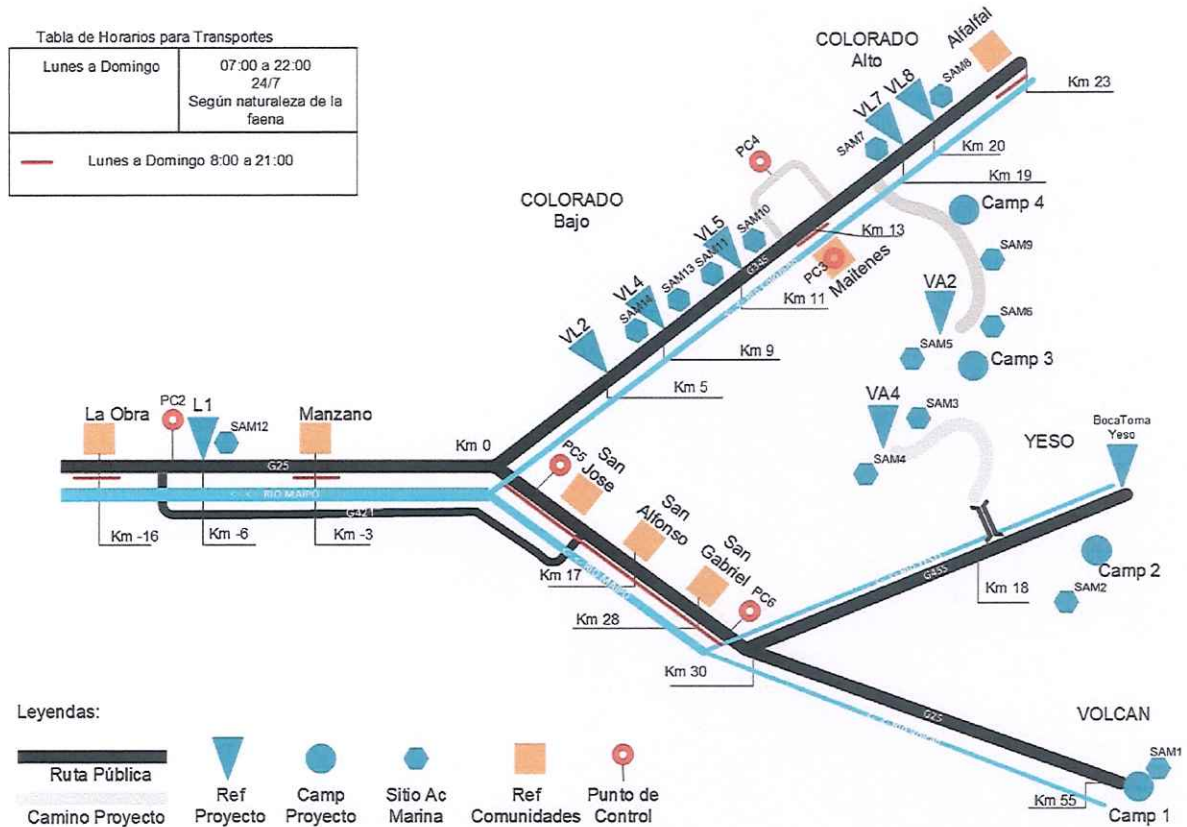 Tabla de Horarios para Transportes
Lunes a Domingo
07:00 a 22:00
24/7
Según naturaleza de la
faena
Lunes a Domingo 8:00 a 21:00
COLORADO
Alto
Alfalfal
SAM8
VL8
VL7
SAM7
Km 23
Km 20
Km 19
PC4
COLORADO
Bajo
Camp 4
SAM10
VL5
SAM11
SAM13
VL4
SAM14
VL2
G345
Km 13
PC3
Maitenes
Km 11
Km 9
Km 5
SAM9
VA2
SAM6
SAM5
Camp 3
VA4
SAM3
SAM4
YESO
BocaToma
Yeso
La Obra
PC2
L1
SAM12
Manzano
Km 0
G25
RIO MAIPO
G421
Km -16
Km -6
Km -3
PC5
San
Jose
San
Alfonso
San
Gabriel
PC6
Km 17
RIO MAIPO
Km 28
Km 30
G455
Km 18
Camp 2
SAM2
G25
VOLCAN
SAM1
Km 55
Camp 1
Leyendas:
Ruta Pública
Camino Proyecto
Ref
Proyecto
Camp
Proyecto
Sitio Ac
Marina
Ref
Comunidades
Punto de
Control